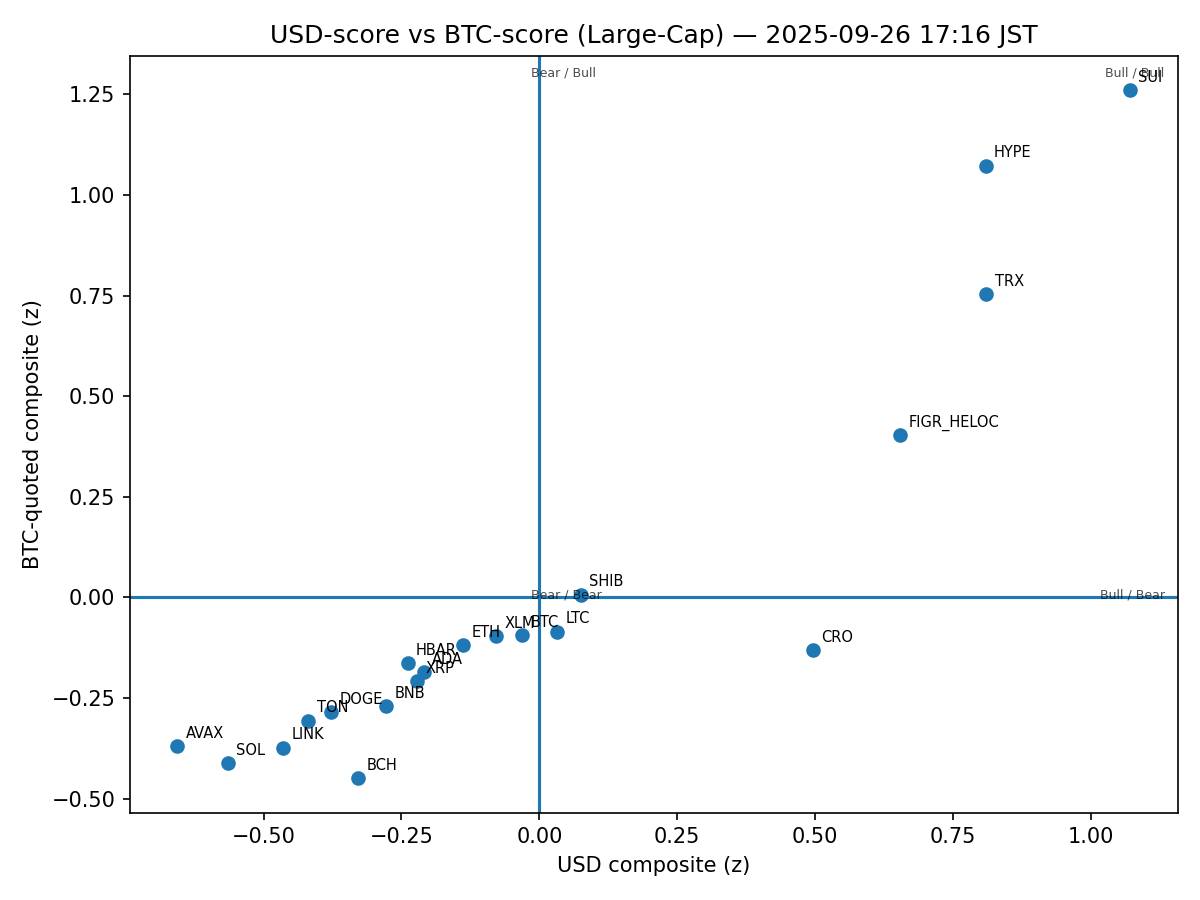 USD-score vs BTC-score (Large-Cap) — 2025-09-26 17:16 JST
Bear / Bull
Bull / Bull
SUI
1.25
HYPE
1.00
TRX
0.75
0.50
FIGR_HELOC
0.25
SHIB
0.00
Bear / Bear
Bull / Bear
LTC
XLM
BTC
ETH
CRO
HBAR
ADA
XRP
−0.25
BNB
DOGE
TON
AVAX
LINK
SOL
BCH
−0.50
BTC-quoted composite (z)
−0.50
−0.25
0.00
0.25
0.50
0.75
1.00
USD composite (z)